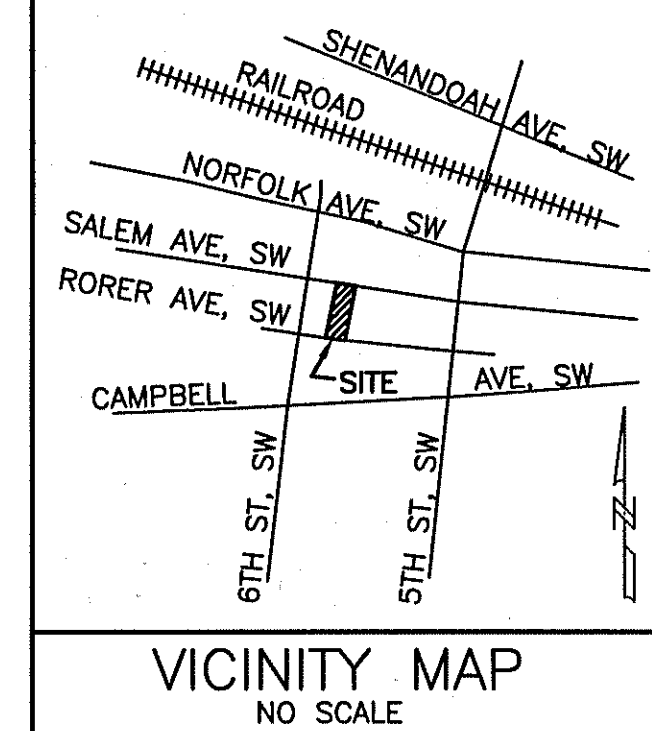 SHENANDOAH AVE, SW
RAILROAD
NORFOLK AVE, SW
SALEM AVE, SW
RORER AVE, SW
SITE
CAMPBELL AVE, SW
6TH ST, SW
5TH ST, SW
N
VICINITY MAP
NO SCALE